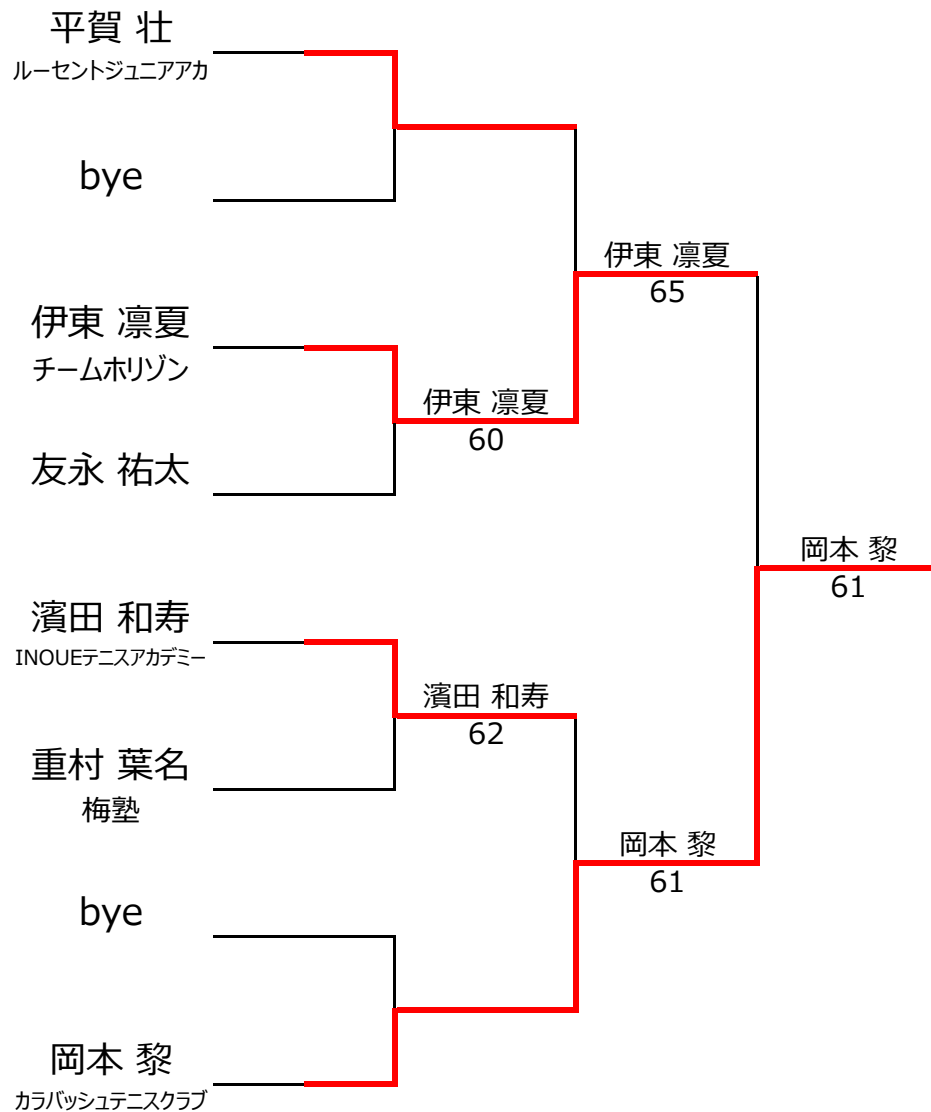 平賀 壮
ルーセントジュニアアカ
bye
伊東 凛夏
65
伊東 凛夏
チームホリゾン
伊東 凛夏
60
友永 祐太
岡本 黎
61
濱田 和寿
INOUEテニスアカデミー
濱田 和寿
62
重村 葉名
梅塾
岡本 黎
61
bye
岡本 黎
カラバッシュテニスクラブ